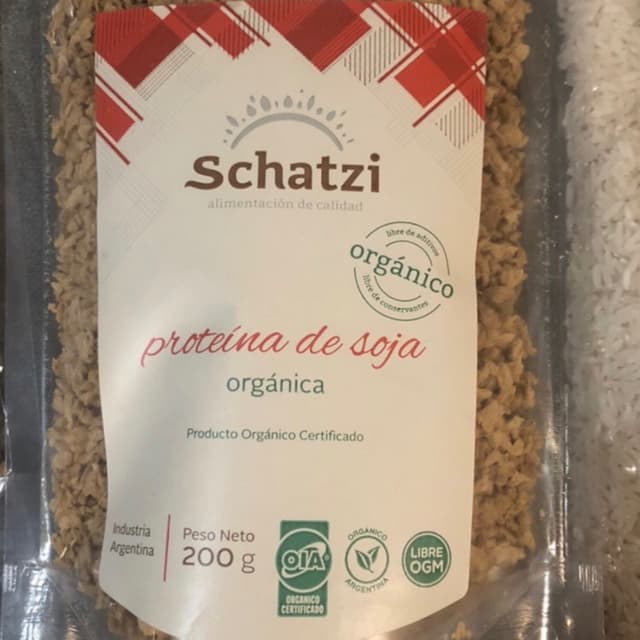 Schatzi
alimentación de calidad
libre de aditivos
orgánico
libre de conservantes
proteína de soja
orgánica
Producto Orgánico Certificado
Industria
Argentina
Peso Neto
200 g
OIA
ORGANICO
CERTIFICADO
ORGÁNICO
ARGENTINA
LIBRE
OGM